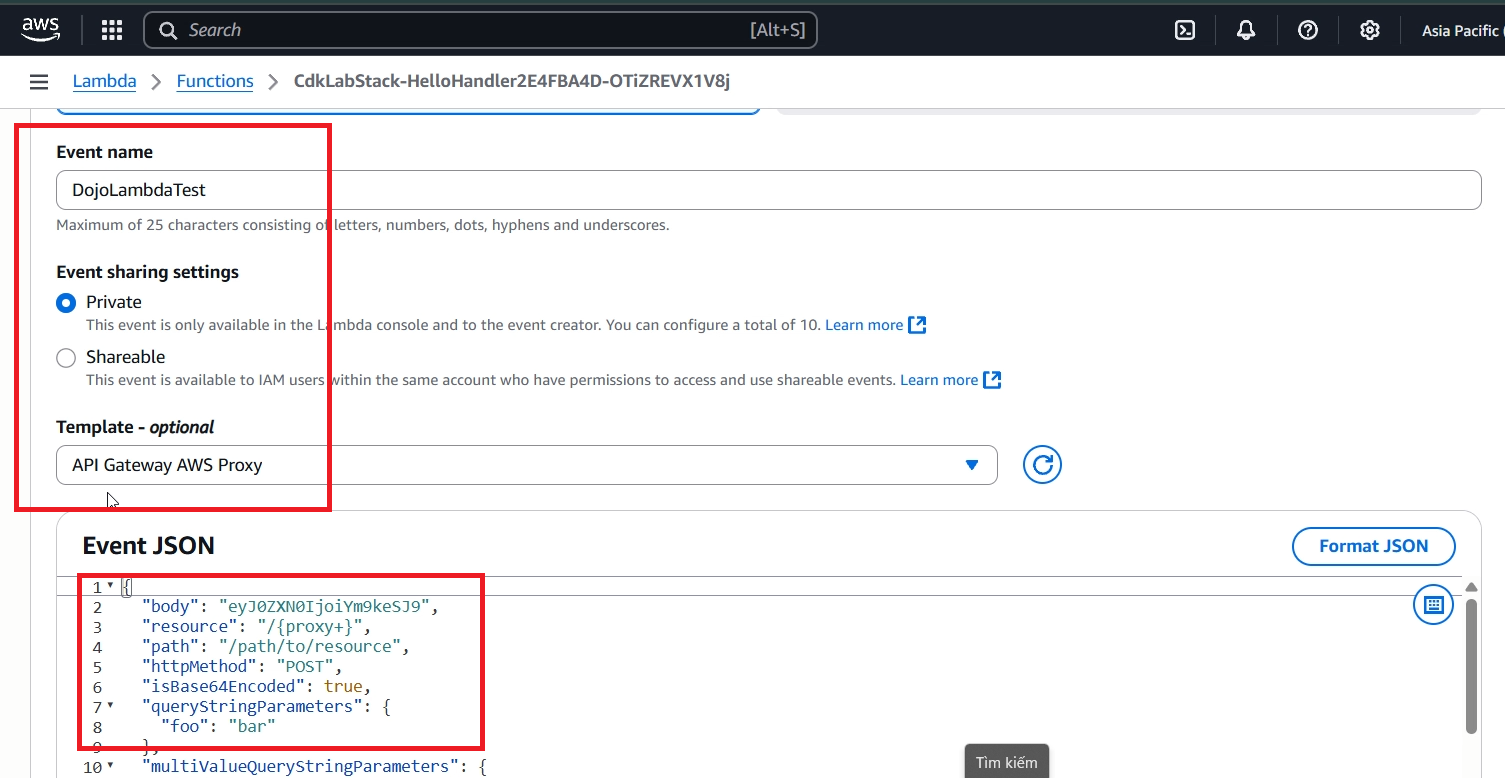 aws
Search [Alt+S] Asia Pacific
Lambda > Functions > CdkLabStack-HelloHandler2E4FBA4D-OTiZREVX1V8j
Event name
DojoLambdaTest
Maximum of 25 characters consisting of letters, numbers, dots, hyphens and underscores.
Event sharing settings
Private
This event is only available in the Lambda console and to the event creator. You can configure a total of 10. Learn more
Shareable
This event is available to IAM users within the same account who have permissions to access and use shareable events. Learn more
Template - optional
API Gateway AWS Proxy
Event JSON
Format JSON
1 {
2 "body": "eyJ0ZXN0IjoiYm9keSJ9",
3 "resource": "/{proxy+}",
4 "path": "/path/to/resource",
5 "httpMethod": "POST",
6 "isBase64Encoded": true,
7 "queryStringParameters": {
8 "foo": "bar"
9 },
10 "multiValueQueryStringParameters": {
Tìm kiếm